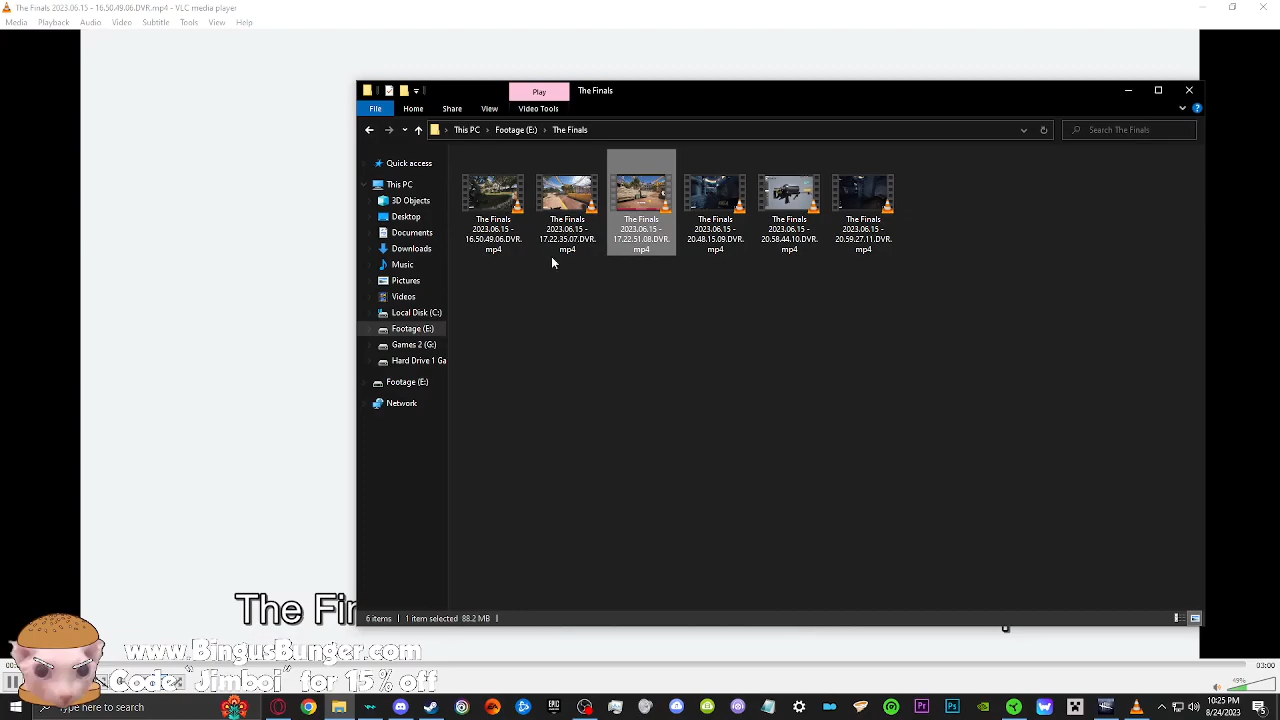 The Finals 2023.06.15 - 16.50.49.06.DVR.mp4 - VLC media player
Media Playback Audio Video Subtitle Tools View Help
Play The Finals
File Home Share View Video Tools
This PC Footage (E:) The Finals Search The Finals
Quick access
This PC
3D Objects
Desktop
Documents
Downloads
Music
Pictures
Videos
Local Disk (C:)
Footage (E:)
Games 2 (G:)
Hard Drive 1 Ga
Footage (E:)
Network
The Finals
2023.06.15 -
16.50.49.06.DVR.
mp4
The Finals
2023.06.15 -
17.22.35.07.DVR.
mp4
The Finals
2023.06.15 -
17.22.51.08.DVR.
mp4
The Finals
2023.06.15 -
20.48.15.09.DVR.
mp4
The Finals
2023.06.15 -
20.58.44.10.DVR.
mp4
The Finals
2023.06.15 -
20.59.27.11.DVR.
mp4
6 items 1 item selected 88.2 MB
The Fin
www.BingusBunger.com
Code: Jimboi for 15% off
03:00
49%
Type here to search
10:25 PM
8/24/2023